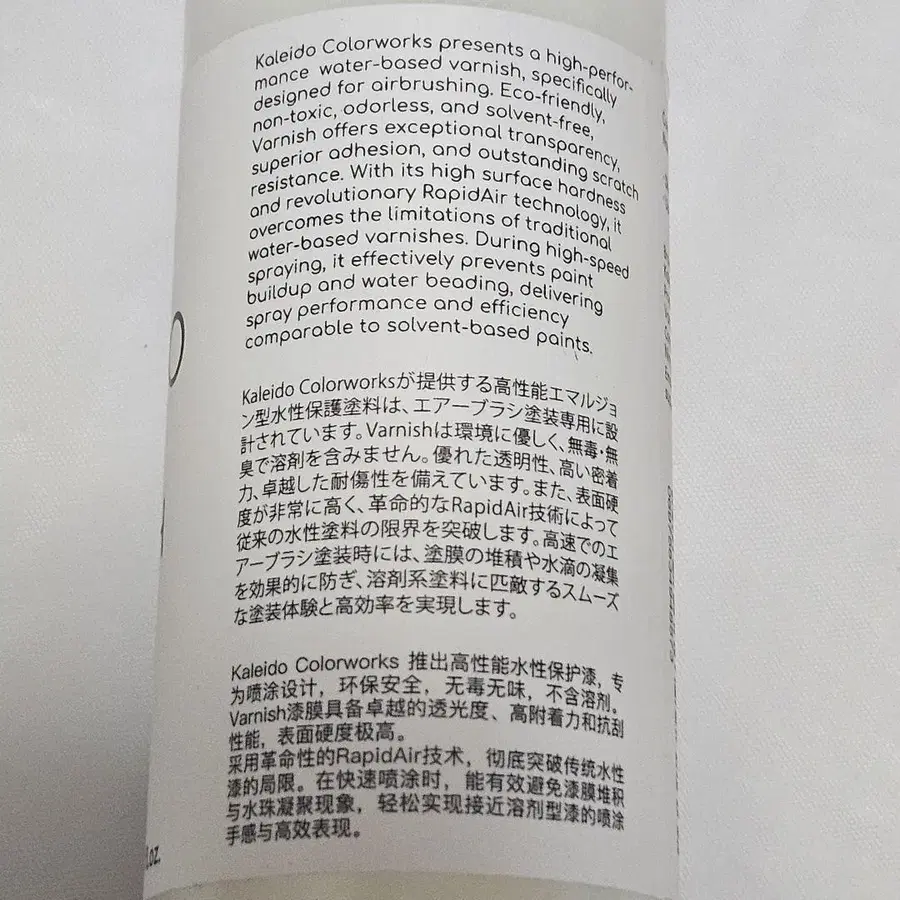 Kaleido Colorworks presents a high-perfor-
mance water-based varnish, specifically
designed for airbrushing. Eco-friendly,
non-toxic, odorless, and solvent-free,
Varnish offers exceptional transparency,
superior adhesion, and outstanding scratch
resistance. With its high surface hardness
and revolutionary RapidAir technology, it
overcomes the limitations of traditional
water-based varnishes. During high-speed
spraying, it effectively prevents paint
buildup and water beading, delivering
spray performance and efficiency
comparable to solvent-based paints.
Kaleido Colorworksが提供する高性能エマルジョ
ン型水性保護塗料は、エアーブラシ塗装専用に設
計されています。Varnishは環境に優しく、無毒・無
臭で溶剤を含みません。優れた透明性、高い密着
力、卓越した耐傷性を備えています。また、表面硬
度が非常に高く、革命的なRapidAir技術によって
従来の水性塗料の限界を突破します。高速でのエ
アーブラシ塗装時には、塗膜の堆積や水滴の凝集
を効果的に防ぎ、溶剤系塗料に匹敵するスムーズ
な塗装体験と高効率を実現します。
Kaleido Colorworks 推出高性能水性保护漆，专
为喷涂设计，环保安全，无毒无味，不含溶剂。
Varnish漆膜具备卓越的透光度、高附着力和抗刮
性能，表面硬度极高。
采用革命性的RapidAir技术，彻底突破传统水性
漆的局限。在快速喷涂时，能有效避免漆膜堆积
与水珠凝聚现象，轻松实现接近溶剂型漆的喷涂
手感与高效表现。
oz.